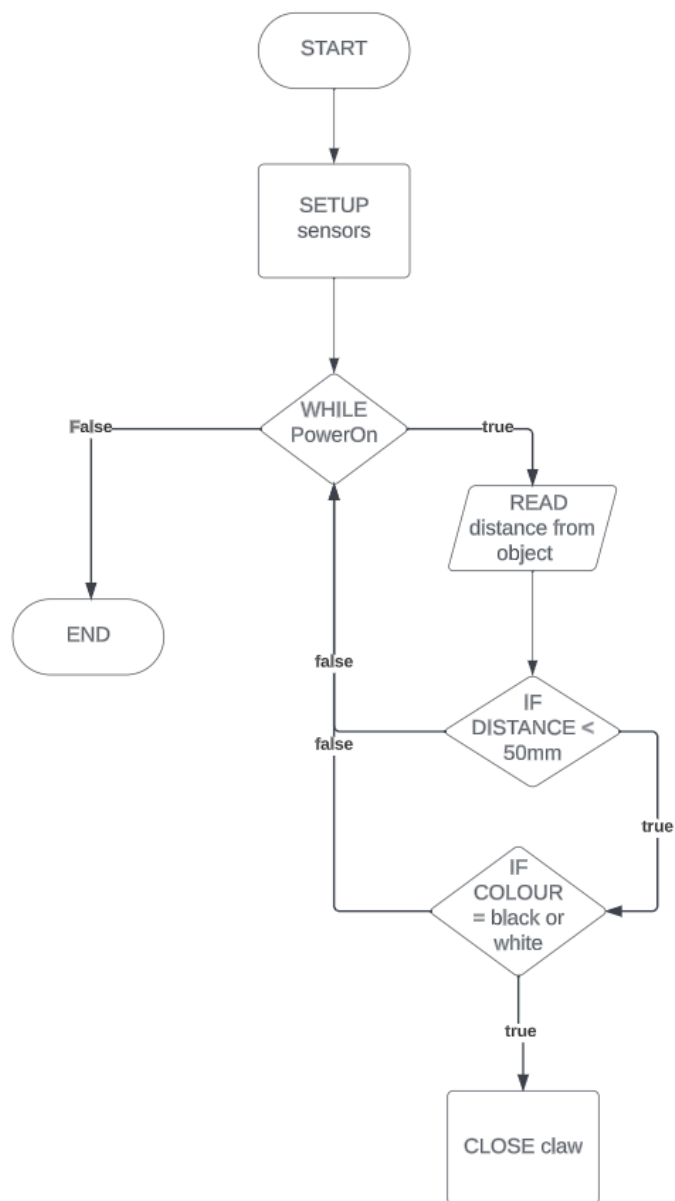 START
SETUP
sensors
WHILE
PowerOn
False
true
READ
distance from
object
END
false
IF
DISTANCE <
50mm
false
true
IF
COLOUR
= black or
white
true
CLOSE claw